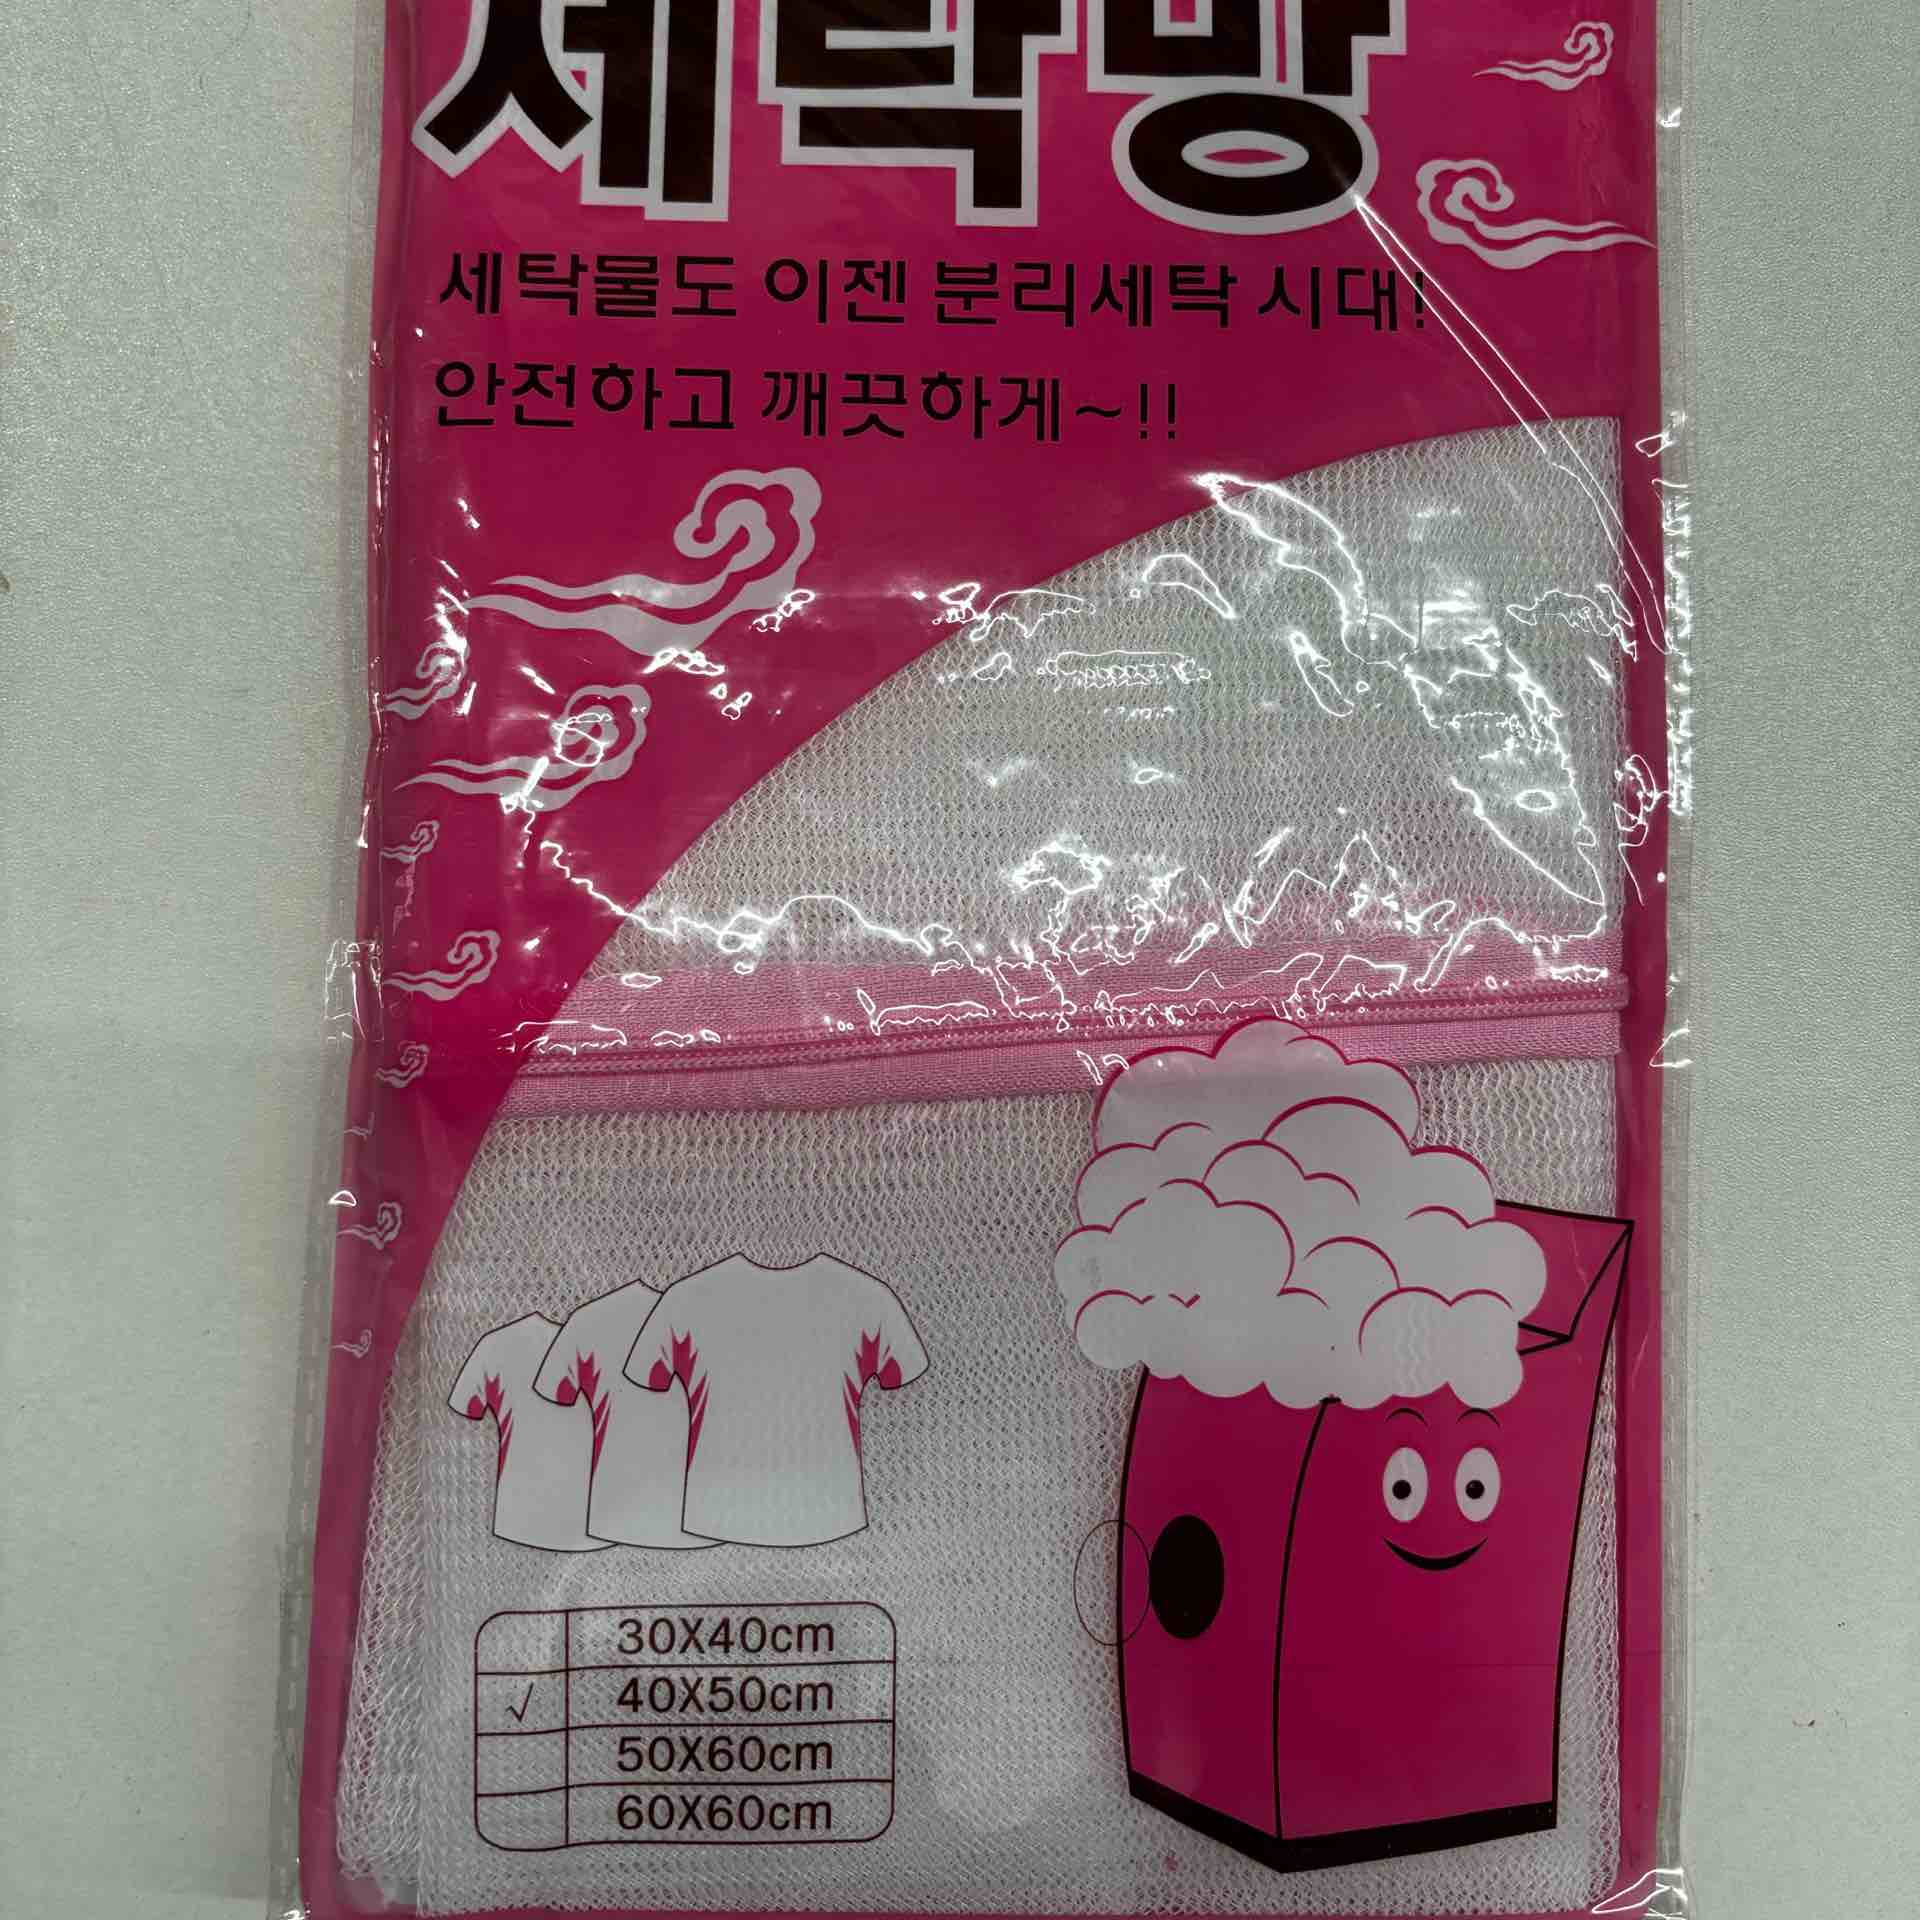 세탁망
세탁물도 이젠 분리세탁 시대!
안전하고 깨끗하게~!!
30X40cm
√ 40X50cm
50X60cm
60X60cm